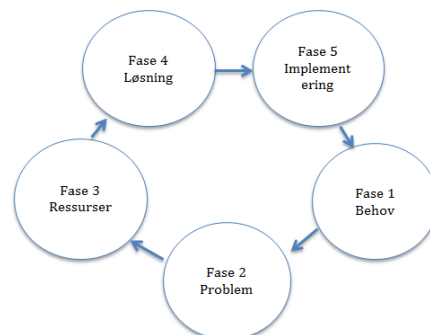 Fase 4
Løsning
Fase 5
Implement
ering
Fase 3
Ressurser
Fase 1
Behov
Fase 2
Problem